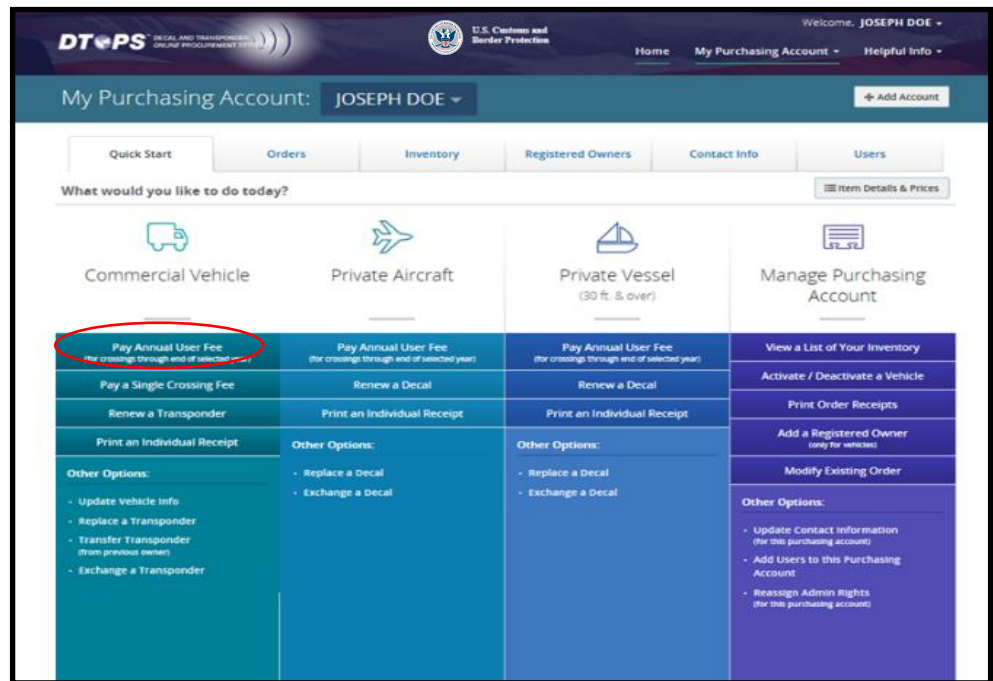 Welcome, JOSEPH DOE
DTOPS DECAL AND TRANSPONDER
ONLINE PROCUREMENT SYSTEM
U.S. Customs and
Border Protection
Home My Purchasing Account Helpful Info
My Purchasing Account: JOSEPH DOE
+ Add Account
Quick Start Orders Inventory Registered Owners Contact Info Users
What would you like to do today?
Item Details & Prices
Commercial Vehicle
Pay Annual User Fee
(for crossings through end of selected year)
Pay a Single Crossing Fee
Renew a Transponder
Print an Individual Receipt
Other Options:
- Update Vehicle Info
- Replace a Transponder
- Transfer Transponder
(from previous owner)
- Exchange a Transponder
Private Aircraft
Pay Annual User Fee
(for crossings through end of selected year)
Renew a Decal
Print an Individual Receipt
Other Options:
- Replace a Decal
- Exchange a Decal
Private Vessel
(30 ft. & over)
Pay Annual User Fee
(for crossings through end of selected year)
Renew a Decal
Print an Individual Receipt
Other Options:
- Replace a Decal
- Exchange a Decal
Manage Purchasing
Account
View a List of Your Inventory
Activate / Deactivate a Vehicle
Print Order Receipts
Add a Registered Owner
(only for vehicles)
Modify Existing Order
Other Options:
- Update Contact Information
(for this purchasing account)
- Add Users to this Purchasing
Account
- Reassign Admin Rights
(for this purchasing account)